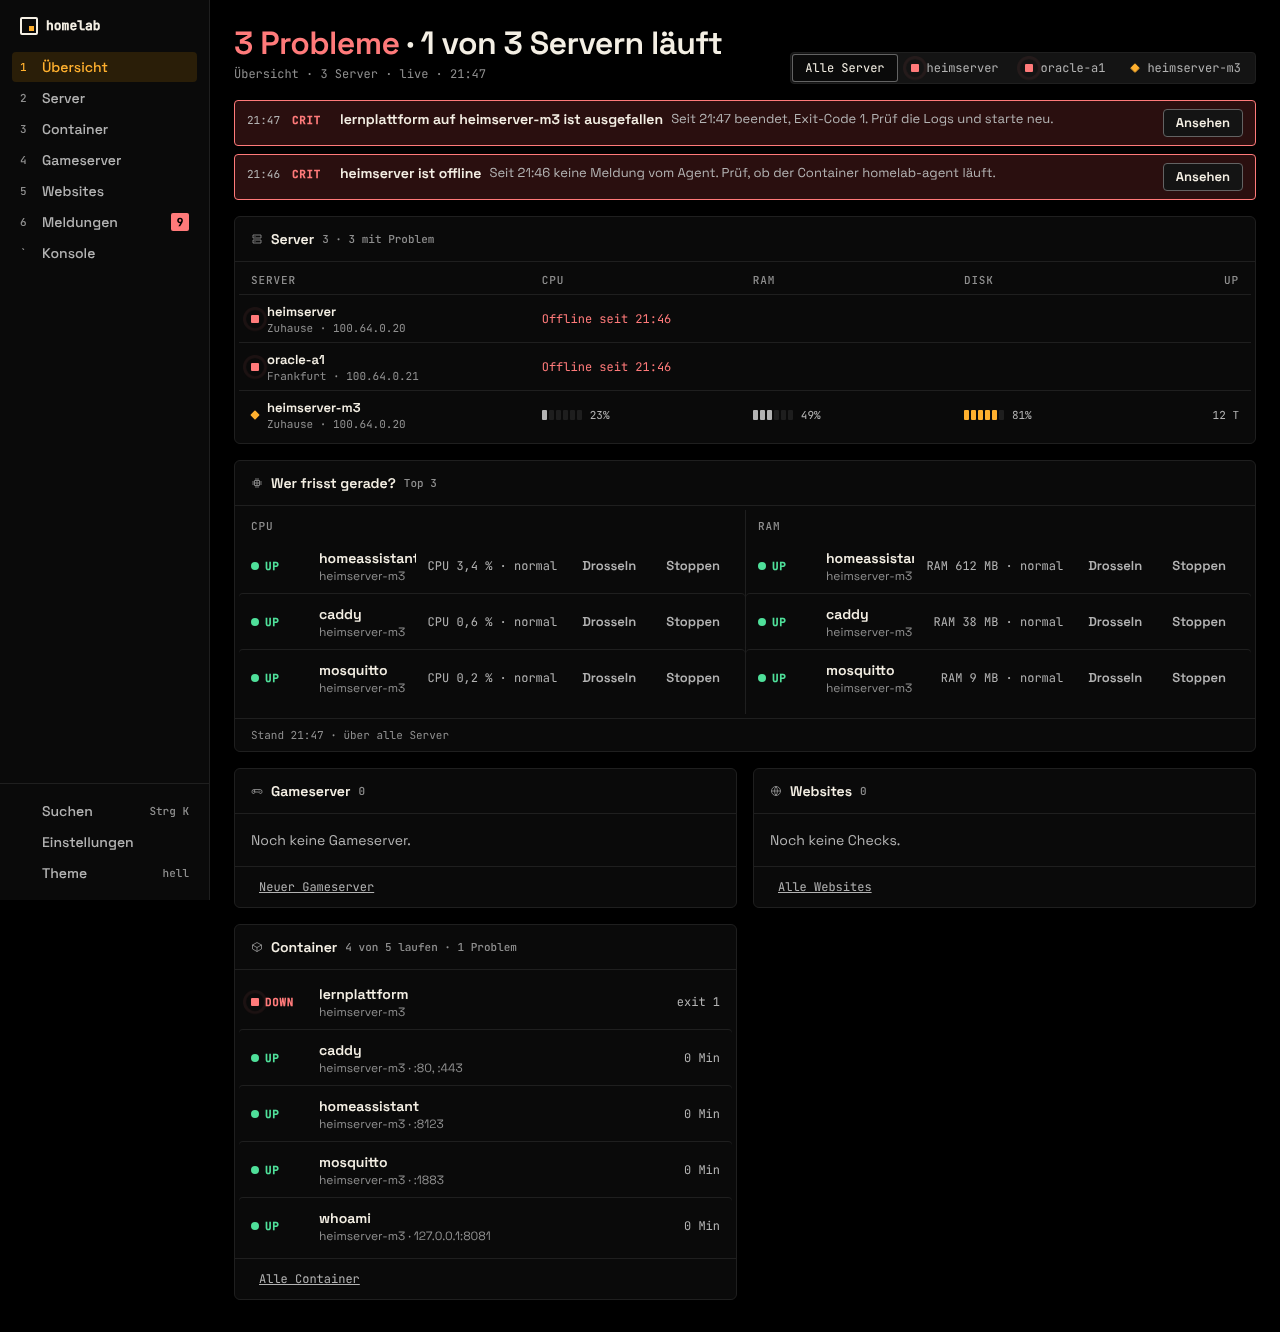 homelab
1 Übersicht
2 Server
3 Container
4 Gameserver
5 Websites
6 Meldungen 9
` Konsole
Suchen Strg K
Einstellungen
Theme hell
3 Probleme · 1 von 3 Servern läuft
Übersicht · 3 Server · live · 21:47
Alle Server heimserver oracle-a1 heimserver-m3
21:47 CRIT lernplattform auf heimserver-m3 ist ausgefallen Seit 21:47 beendet, Exit-Code 1. Prüf die Logs und starte neu. Ansehen
21:46 CRIT heimserver ist offline Seit 21:46 keine Meldung vom Agent. Prüf, ob der Container homelab-agent läuft. Ansehen
Server 3 · 3 mit Problem
SERVER CPU RAM DISK UP
heimserver
Zuhause · 100.64.0.20
Offline seit 21:46
oracle-a1
Frankfurt · 100.64.0.21
Offline seit 21:46
heimserver-m3
Zuhause · 100.64.0.20
23% 49% 81% 12 T
Wer frisst gerade? Top 3
CPU
UP homeassistant CPU 3,4 % · normal Drosseln Stoppen
heimserver-m3
UP caddy CPU 0,6 % · normal Drosseln Stoppen
heimserver-m3
UP mosquitto CPU 0,2 % · normal Drosseln Stoppen
heimserver-m3
RAM
UP homeassistan RAM 612 MB · normal Drosseln Stoppen
heimserver-m3
UP caddy RAM 38 MB · normal Drosseln Stoppen
heimserver-m3
UP mosquitto RAM 9 MB · normal Drosseln Stoppen
heimserver-m3
Stand 21:47 · über alle Server
Gameserver 0
Noch keine Gameserver.
Neuer Gameserver
Websites 0
Noch keine Checks.
Alle Websites
Container 4 von 5 laufen · 1 Problem
DOWN lernplattform exit 1
heimserver-m3
UP caddy 0 Min
heimserver-m3 · :80, :443
UP homeassistant 0 Min
heimserver-m3 · :8123
UP mosquitto 0 Min
heimserver-m3 · :1883
UP whoami 0 Min
heimserver-m3 · 127.0.0.1:8081
Alle Container